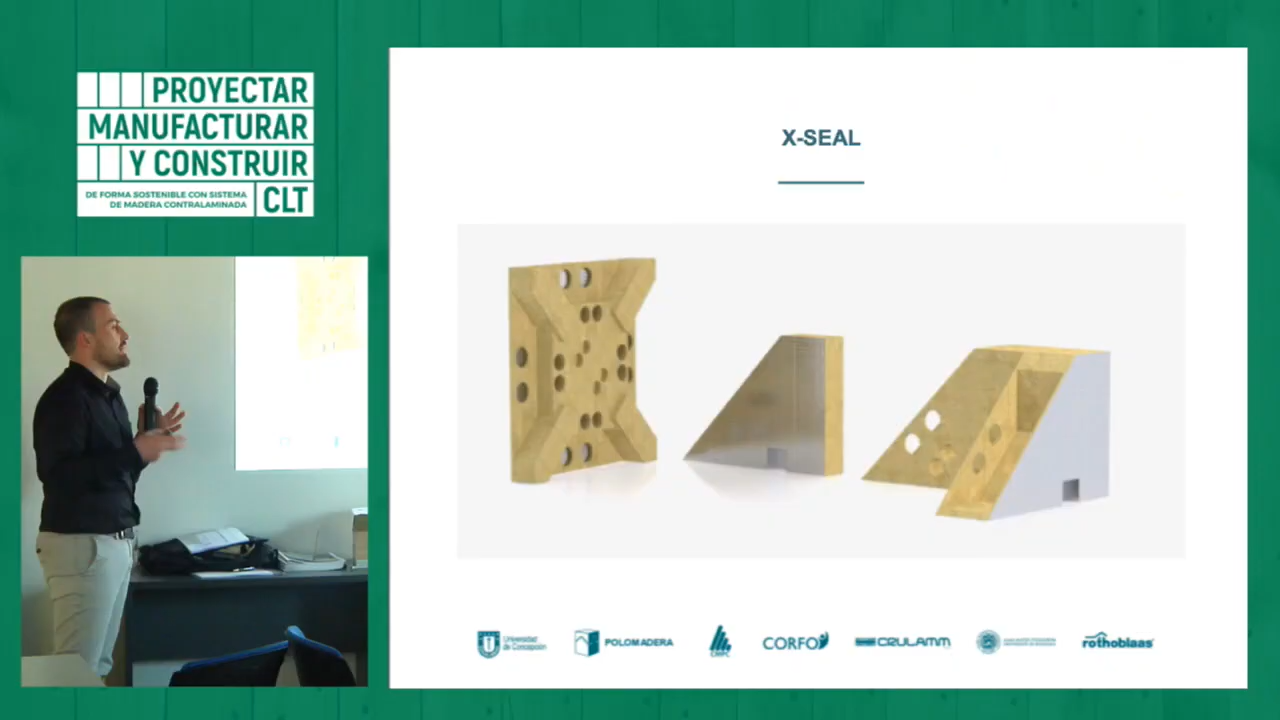 PROYECTAR
MANUFACTURAR
Y CONSTRUIR
DE FORMA SOSTENIBLE CON SISTEMA
DE MADERA CONTRALAMINADA
CLT
X-SEAL
Universidad
de Concepción
POLOMADERA
CMPC
CORFO
CRULAMM
rothoblaas